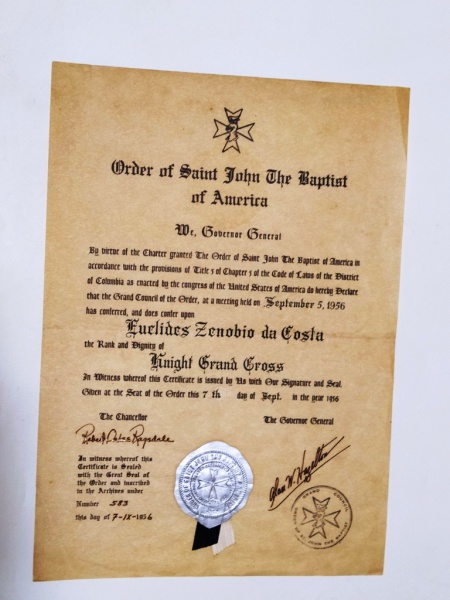 Order of Saint John The Baptist
of America
We, Governor General
By virtue of the Charter granted The Order of Saint John The Baptist of America in
accordance with the provisions of Title 5 of Chapter 5 of the Code of Laws of the District
of Columbia as enacted by the congress of the United States of America do hereby Declare
that the Grand Council of the Order, at a meeting held on September 5, 1956
has conferred, and does confer upon
Euclides Zenobio da Costa
the Rank and Dignity of
Knight Grand Cross
In Witness whereof this Certificate is issued by Us with our Signature and Seal.
Given at the Seat of the Order this 7 th day of Sept. in the year 1956
The Chancellor
The Governor General
In witness whereof this
Certificate is Sealed
with the Great Seal of
the Order and inscribed
in the Archives under
Number 583
this day of 7-IX-1956
GRAND COUNCIL